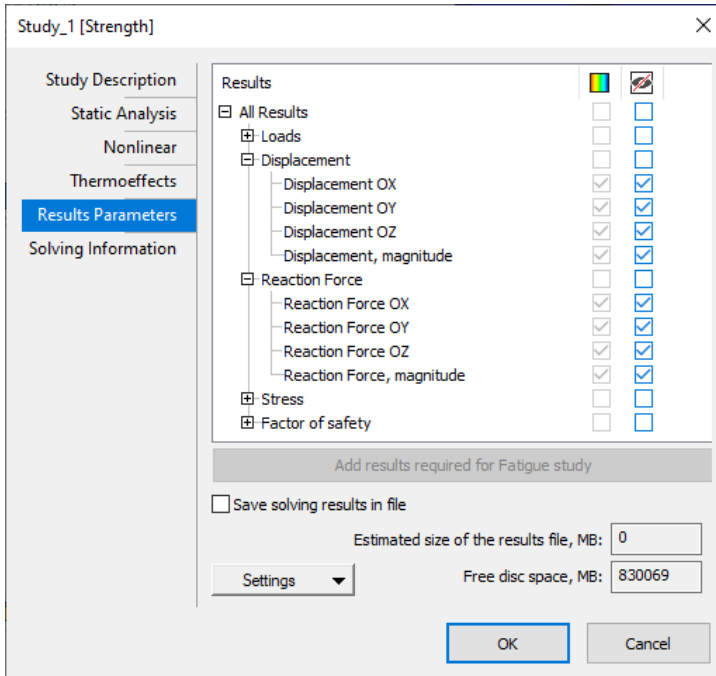 Study_1 [Strength]
Study Description
Static Analysis
Nonlinear
Thermoeffects
Results Parameters
Solving Information
Results
All Results
Loads
Displacement
Displacement OX
Displacement OY
Displacement OZ
Displacement, magnitude
Reaction Force
Reaction Force OX
Reaction Force OY
Reaction Force OZ
Reaction Force, magnitude
Stress
Factor of safety
Add results required for Fatigue study
Save solving results in file
Estimated size of the results file, MB: 0
Settings
Free disc space, MB: 830069
OK
Cancel